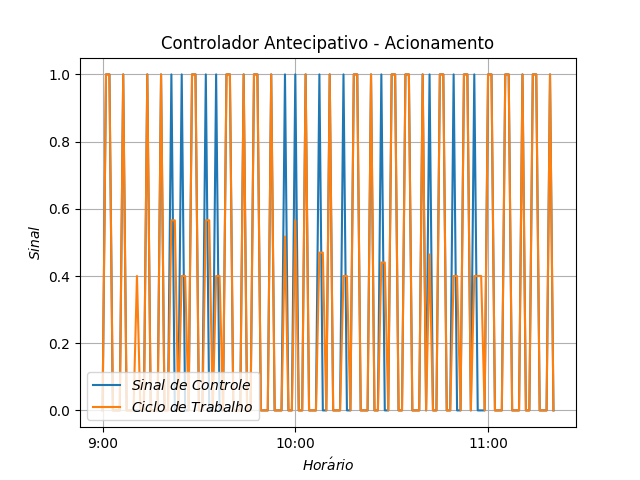 Controlador Antecipativo - Acionamento
1.0
0.8
0.6
0.4
0.2
0.0
Sinal
Sinal de Controle
Ciclo de Trabalho
9:00
10:00
11:00
Horário